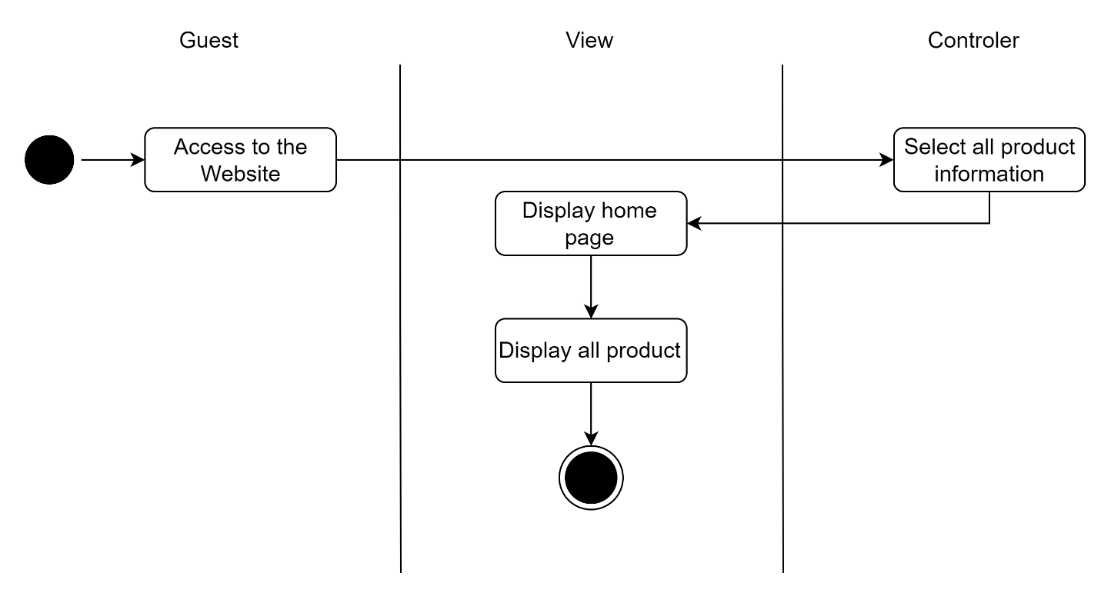 Guest
View
Controler
Access to the
Website
Select all product
information
Display home
page
Display all product